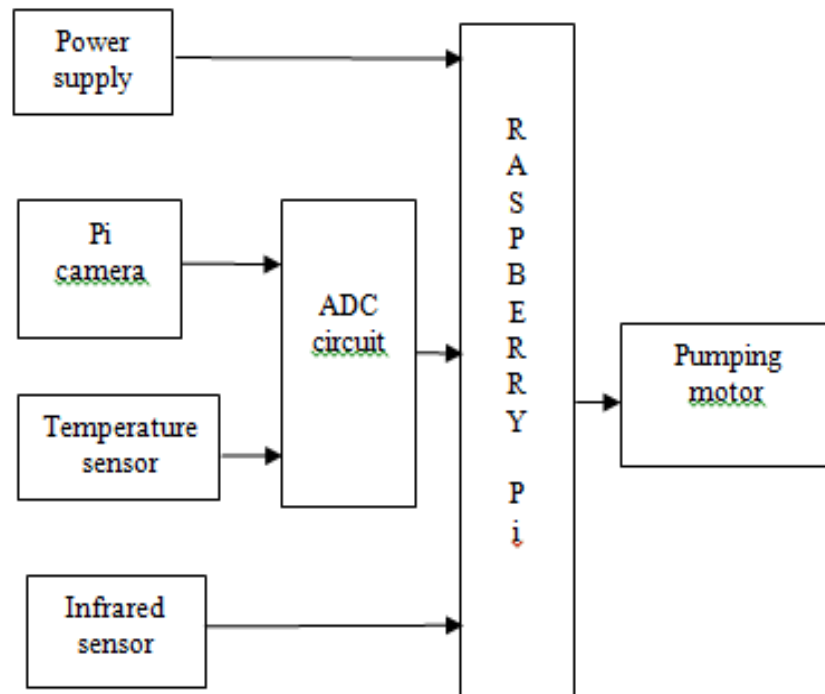 Power
supply
Pi
camera
ADC
circuit
Temperature
sensor
Infrared
sensor
R
A
S
P
B
E
R
R
Y
P
i
Pumping
motor